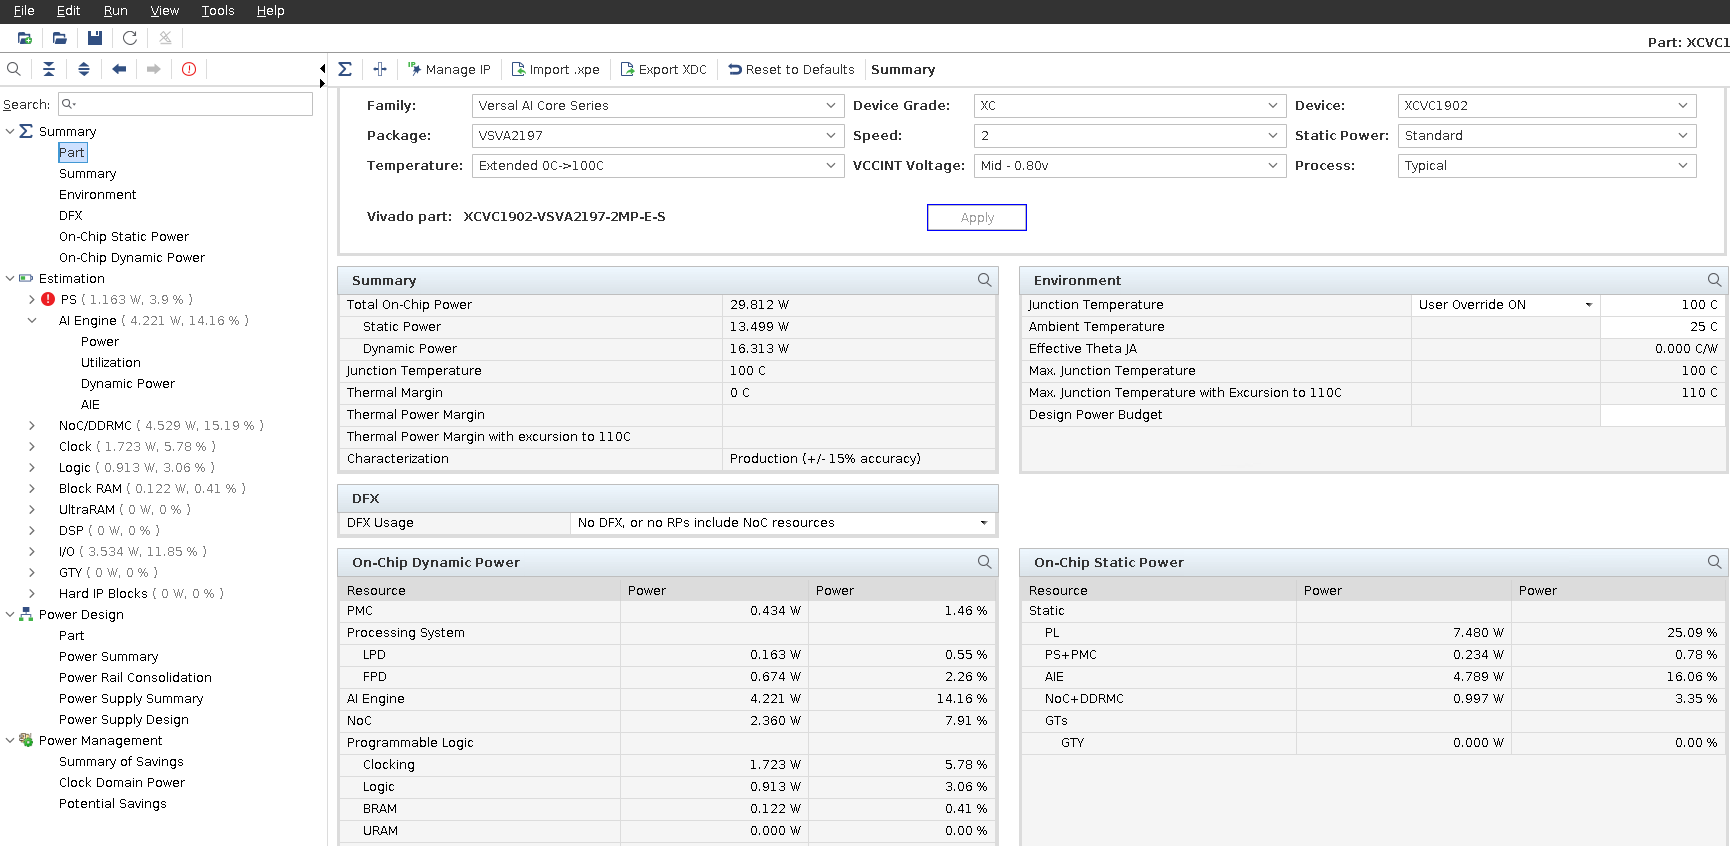 File Edit Run View Tools Help
Part: XCVC1
Manage IP Import .xpe Export XDC Reset to Defaults Summary
Search:
Summary
Part
Summary
Environment
DFX
On-Chip Static Power
On-Chip Dynamic Power
Estimation
PS ( 1.163 W, 3.9 % )
AI Engine ( 4.221 W, 14.16 % )
Power
Utilization
Dynamic Power
AIE
NoC/DDRMC ( 4.529 W, 15.19 % )
Clock ( 1.723 W, 5.78 % )
Logic ( 0.913 W, 3.06 % )
Block RAM ( 0.122 W, 0.41 % )
UltraRAM ( 0 W, 0 % )
DSP ( 0 W, 0 % )
I/O ( 3.534 W, 11.85 % )
GTY ( 0 W, 0 % )
Hard IP Blocks ( 0 W, 0 % )
Power Design
Part
Power Summary
Power Rail Consolidation
Power Supply Summary
Power Supply Design
Power Management
Summary of Savings
Clock Domain Power
Potential Savings
Family: Versal AI Core Series Device Grade: XC Device: XCVC1902
Package: VSVA2197 Speed: 2 Static Power: Standard
Temperature: Extended 0C->100C VCCINT Voltage: Mid - 0.80v Process: Typical
Vivado part: XCVC1902-VSVA2197-2MP-E-S Apply
Summary
Total On-Chip Power 29.812 W
Static Power 13.499 W
Dynamic Power 16.313 W
Junction Temperature 100 C
Thermal Margin 0 C
Thermal Power Margin
Thermal Power Margin with excursion to 110C
Characterization Production (+/- 15% accuracy)
Environment
Junction Temperature User Override ON 100 C
Ambient Temperature 25 C
Effective Theta JA 0.000 C/W
Max. Junction Temperature 100 C
Max. Junction Temperature with Excursion to 110C 110 C
Design Power Budget
DFX
DFX Usage No DFX, or no RPs include NoC resources
On-Chip Dynamic Power
Resource Power Power
PMC 0.434 W 1.46 %
Processing System
LPD 0.163 W 0.55 %
FPD 0.674 W 2.26 %
AI Engine 4.221 W 14.16 %
NoC 2.360 W 7.91 %
Programmable Logic
Clocking 1.723 W 5.78 %
Logic 0.913 W 3.06 %
BRAM 0.122 W 0.41 %
URAM 0.000 W 0.00 %
On-Chip Static Power
Resource Power Power
Static
PL 7.480 W 25.09 %
PS+PMC 0.234 W 0.78 %
AIE 4.789 W 16.06 %
NoC+DDRMC 0.997 W 3.35 %
GTs
GTY 0.000 W 0.00 %